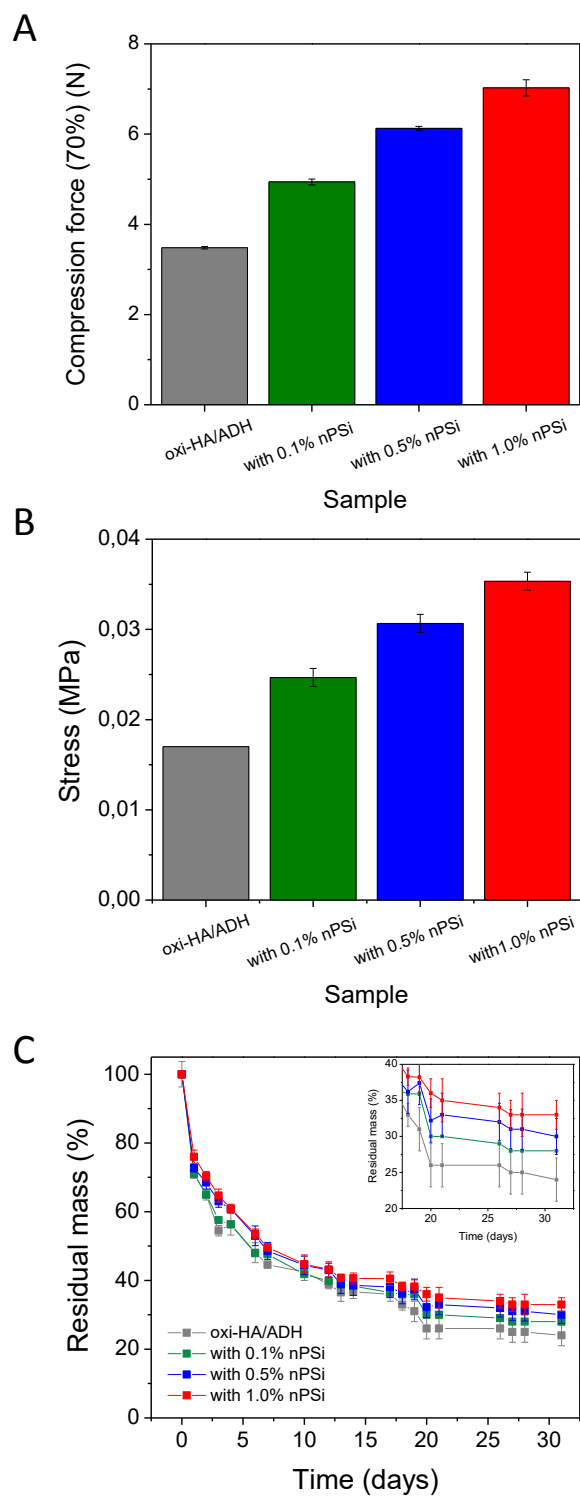 A
Compression force (70%) (N)
8
6
4
2
0
oxi-HA/ADH
with 0.1% nPSi
with 0.5% nPSi
with 1.0% nPSi
Sample
B
Stress (MPa)
0,04
0,03
0,02
0,01
0,00
oxi-HA/ADH
with 0.1% nPSi
with 0.5% nPSi
with1.0% nPSi
Sample
C
Residual mass (%)
100
80
60
40
20
0
0 5 10 15 20 25 30
Time (days)
oxi-HA/ADH
with 0.1% nPSi
with 0.5% nPSi
with 1.0% nPSi
Residual mass (%)
40
35
30
25
20
20 25 30
Time (days)